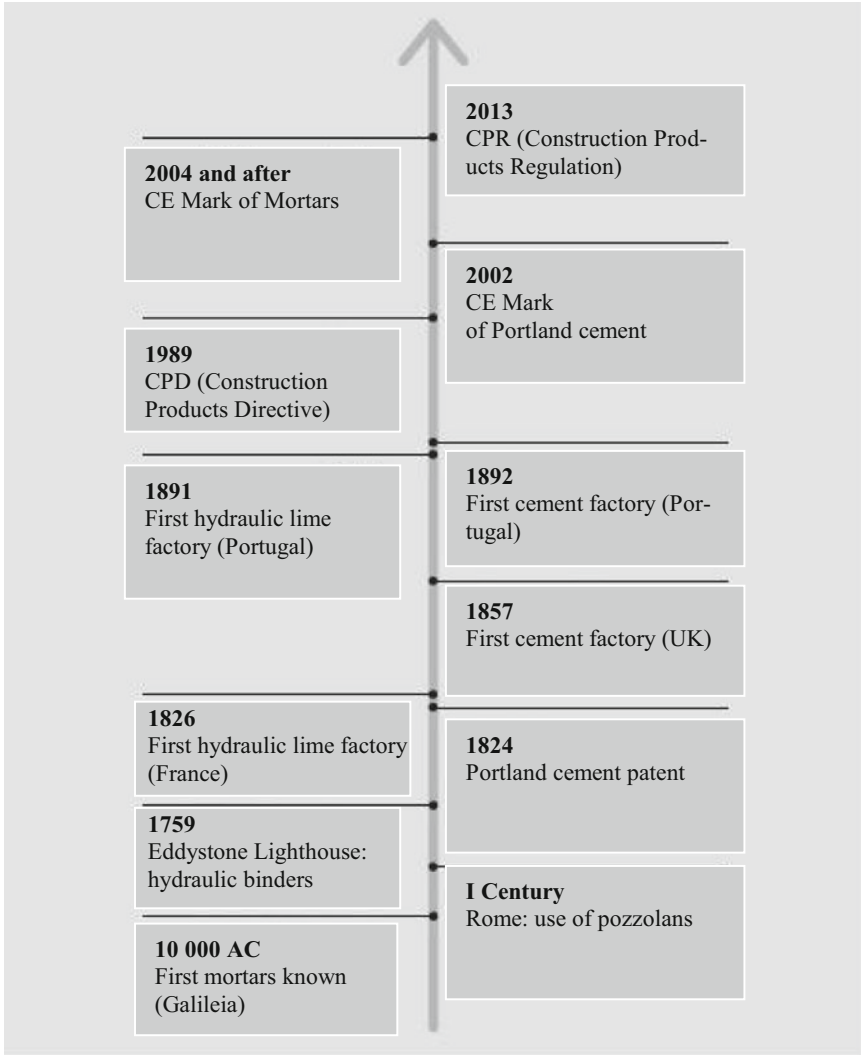 2013
CPR (Construction Prod-
ucts Regulation)
2004 and after
CE Mark of Mortars
2002
CE Mark
of Portland cement
1989
CPD (Construction
Products Directive)
1892
First cement factory (Por-
tugal)
1891
First hydraulic lime
factory (Portugal)
1857
First cement factory (UK)
1826
First hydraulic lime factory
(France)
1824
Portland cement patent
1759
Eddystone Lighthouse:
hydraulic binders
I Century
Rome: use of pozzolans
10 000 AC
First mortars known
(Galileia)